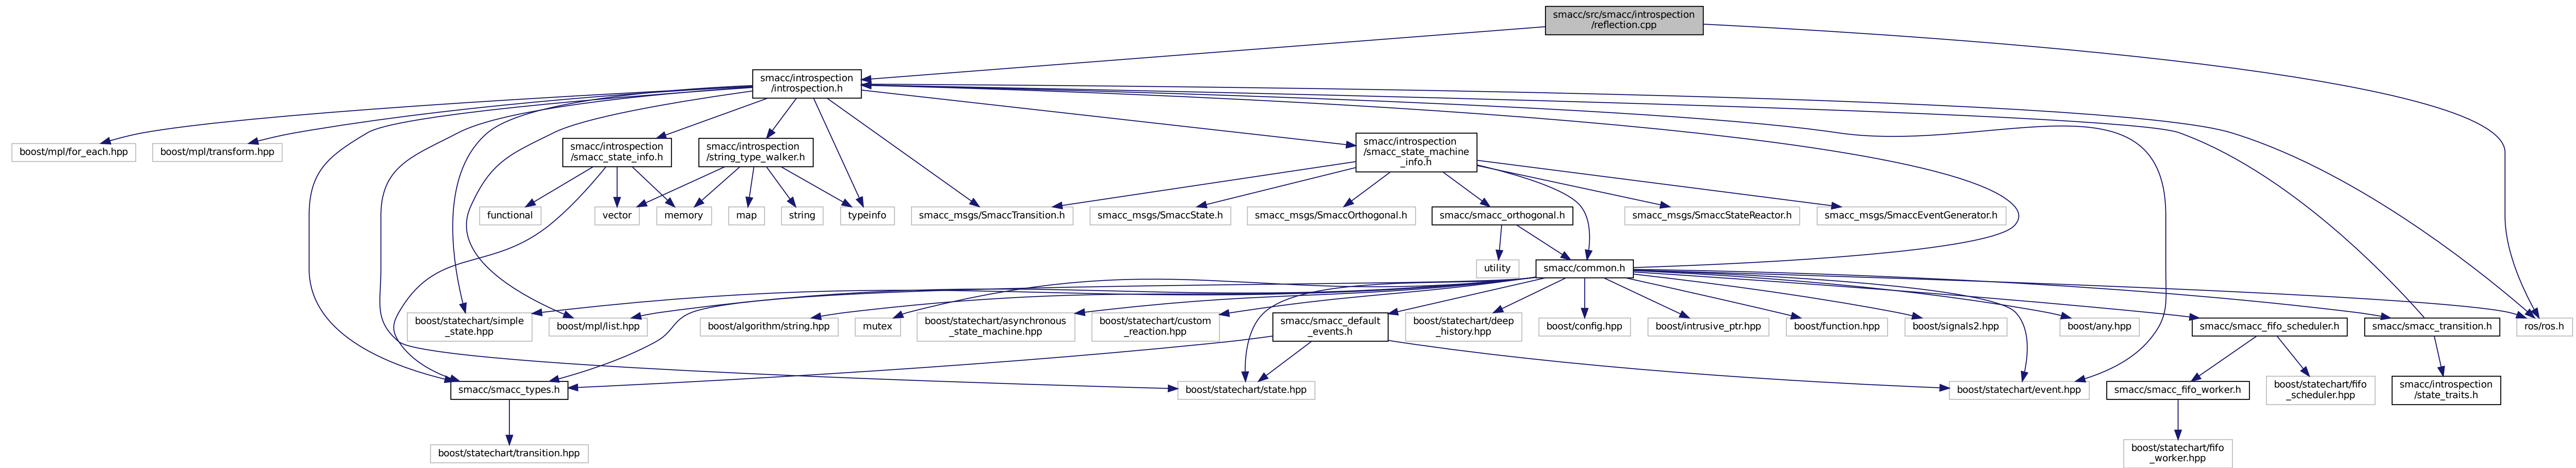 smacc/src/smacc/introspection
/reflection.cpp
smacc/introspection
/introspection.h
boost/mpl/for_each.hpp
boost/mpl/transform.hpp
smacc/introspection
/smacc_state_info.h
smacc/introspection
/string_type_walker.h
smacc/introspection
/smacc_state_machine
_info.h
functional
vector
memory
map
string
typeinfo
smacc_msgs/SmaccTransition.h
smacc_msgs/SmaccState.h
smacc_msgs/SmaccOrthogonal.h
smacc/smacc_orthogonal.h
smacc_msgs/SmaccStateReactor.h
smacc_msgs/SmaccEventGenerator.h
utility
smacc/common.h
boost/statechart/simple
_state.hpp
boost/mpl/list.hpp
boost/algorithm/string.hpp
mutex
boost/statechart/asynchronous
_state_machine.hpp
boost/statechart/custom
_reaction.hpp
smacc/smacc_default
_events.h
boost/statechart/deep
_history.hpp
boost/config.hpp
boost/intrusive_ptr.hpp
boost/function.hpp
boost/signals2.hpp
boost/any.hpp
smacc/smacc_fifo_scheduler.h
smacc/smacc_transition.h
ros/ros.h
smacc/smacc_types.h
boost/statechart/state.hpp
boost/statechart/event.hpp
smacc/smacc_fifo_worker.h
boost/statechart/fifo
_scheduler.hpp
smacc/introspection
/state_traits.h
boost/statechart/transition.hpp
boost/statechart/fifo
_worker.hpp